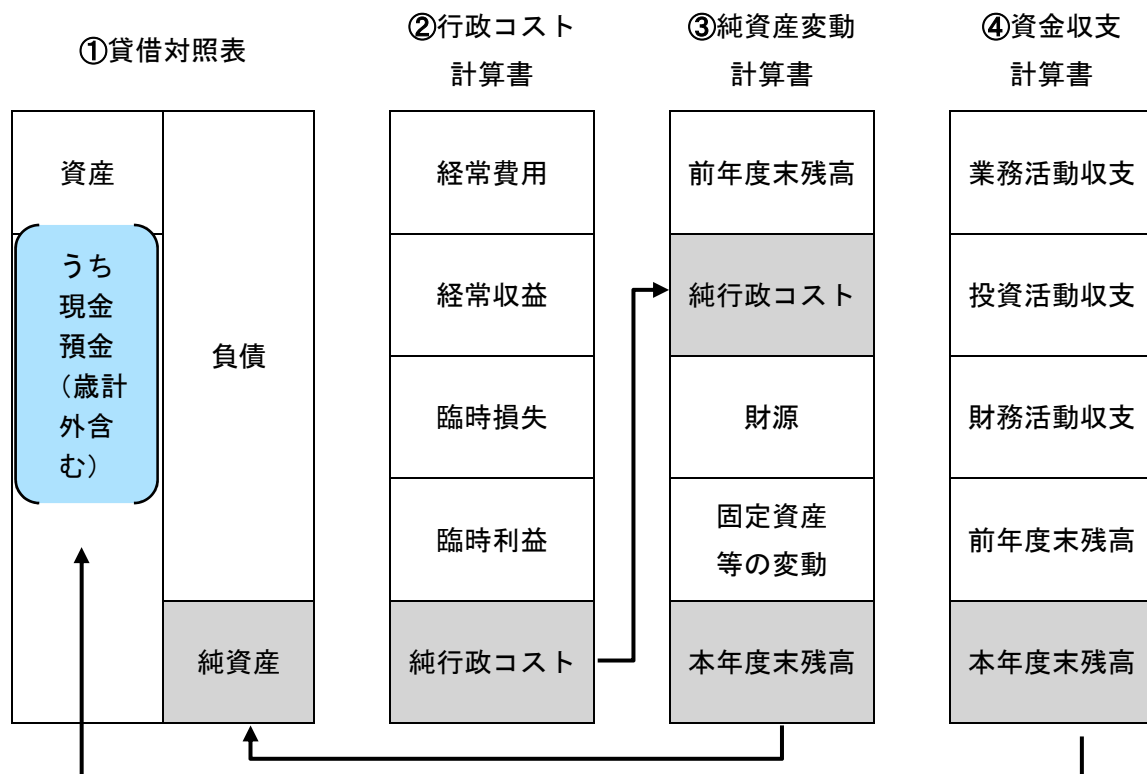 ①貸借対照表
資産
うち
現金
預金
（歳計
外含
む）
負債
純資産
②行政コスト
計算書
経常費用
経常収益
臨時損失
臨時利益
純行政コスト
③純資産変動
計算書
前年度末残高
純行政コスト
財源
固定資産
等の変動
本年度末残高
④資金収支
計算書
業務活動収支
投資活動収支
財務活動収支
前年度末残高
本年度末残高